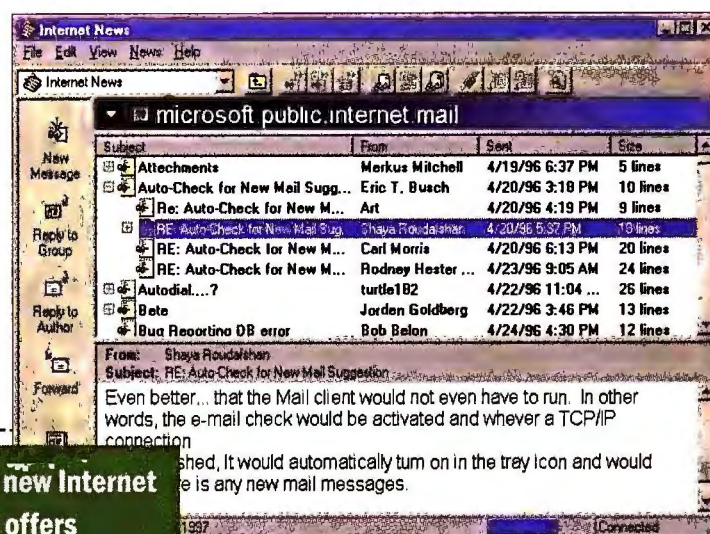 Internet News
File Edit View News Help
Internet News
microsoft.public.internet.mail
Subject From Sent Size
Attechments Merkus Mitchell 4/19/96 6:37 PM 5 lines
Auto-Check for New Mail Sugg... Eric T. Busch 4/20/96 3:18 PM 10 lines
Re: Auto-Check for New M... Art 4/20/96 4:19 PM 9 lines
RE: Auto-Check for New Mail Sug. Shaya Roudaishan 4/20/96 5:37 PM lines
RE: Auto-Check for New M... Carl Morris 4/20/96 6:13 PM 20 lines
RE: Auto-Check for New M... Rodney Hester ... 4/23/96 9:05 AM 24 lines
Autodial....? turtle182 4/22/96 11:04 ... 26 lines
Beta Jorden Goldberg 4/22/96 3:46 PM 13 lines
Bug Reporting DB error Bob Belon 4/24/96 4:30 PM 12 lines
New
Message
Reply to
Group
Reply to
Author
Forward
From: Shaya Roudaishan
Subject: RE: Auto-Check for New Mail Suggestion
Even better... that the Mail client would not even have to run. In other
words, the e-mail check would be activated and whever a TCP/IP
connection
shed, It would automatically turn on in the tray icon and would
e is any new mail messages.
new Internet
offers
1997
Connected